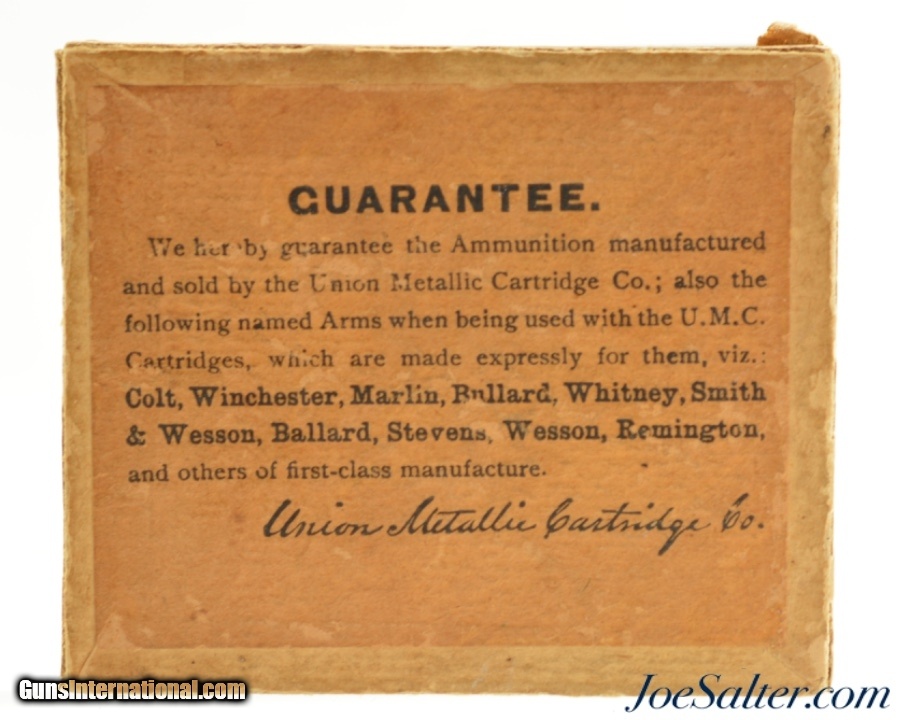 GUARANTEE.
We hereby guarantee the Ammunition manufactured
and sold by the Union Metallic Cartridge Co.; also the
following named Arms when being used with the U.M.C.
Cartridges, which are made expressly for them, viz.:
Colt, Winchester, Marlin, Bullard, Whitney, Smith
& Wesson, Ballard, Stevens, Wesson, Remington,
and others of first-class manufacture.
Union Metallic Cartridge Co.
GunsInternational.com
JoeSalter.com